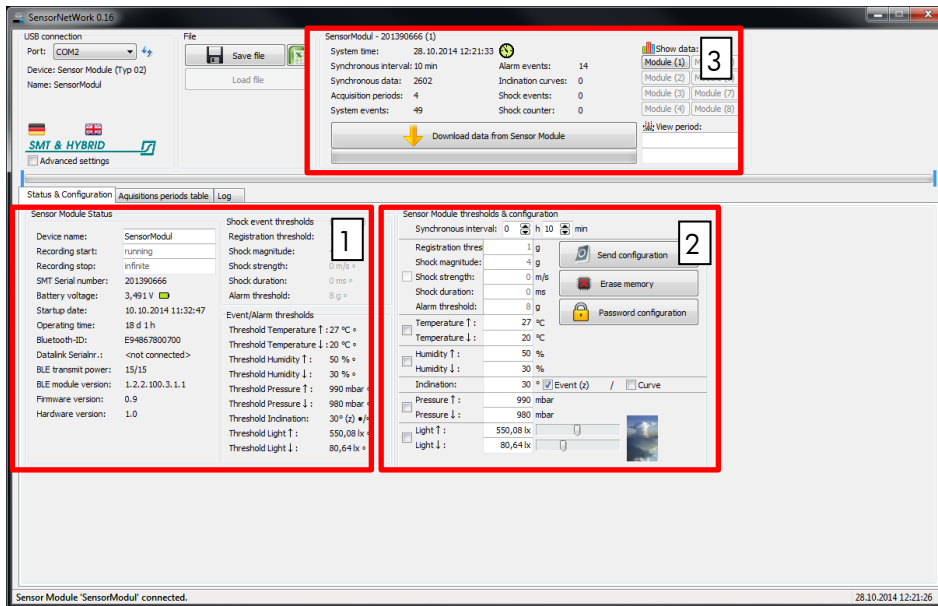 SensorNetWork 0.16
USB connection
Port: COM2
Device: Sensor Module (Typ 02)
Name: SensorModul
SMT & HYBRID
Advanced settings
File
Save file
Load file
SensorModul - 201390666 (1)
System time: 28.10.2014 12:21:33
Synchronous interval: 10 min Alarm events: 14
Synchronous data: 2602 Indination curves: 0
Acquisition periods: 4 Shock events: 0
System events: 49 Shock counter: 0
Download data from Sensor Module
Show data:
Module (1)
Module (2)
Module (3) Module (7)
Module (4) Module (8)
View period:
3
Status & Configuration Aquisitions periods table Log
Sensor Module Status
Device name: SensorModul
Recording start: running
Recording stop: infinite
SMT Serial number: 201390666
Battery voltage: 3,491 V
Startup date: 10.10.2014 11:32:47
Operating time: 18 d 1 h
Bluetooth-ID: E94867800700
Datalink Serialnr.: <not connected>
BLE transmit power: 15/15
BLE module version: 1.2.2.100.3.1.1
Firmware version: 0.9
Hardware version: 1.0
Shock event thresholds
Registration threshold:
Shock magnitude:
Shock strength: 0 m/s
Shock duration: 0 ms
Alarm threshold: 8 g
1
Event/Alarm thresholds
Threshold Temperature ↑: 27 °C
Threshold Temperature ↓: 20 °C
Threshold Humidity ↑: 50 %
Threshold Humidity ↓: 30 %
Threshold Pressure ↑: 990 mbar
Threshold Pressure ↓: 980 mbar
Threshold Inclination: 30° (z) ●/
Threshold Light ↑: 550,08 lx
Threshold Light ↓: 80,64 lx
Sensor Module thresholds & configuration
Synchronous interval: 0 h 10 min
Registration thres 1 g
Shock magnitude: 4 g
Shock strength: 0 m/s
Shock duration: 0 ms
Alarm threshold: 8 g
Temperature ↑: 27 °C
Temperature ↓: 20 °C
Humidity ↑: 50 %
Humidity ↓: 30 %
Indination: 30 ° Event (z) / Curve
Pressure ↑: 990 mbar
Pressure ↓: 980 mbar
Light ↑: 550,08 lx
Light ↓: 80,64 lx
Send configuration
Erase memory
Password configuration
2
Sensor Module 'SensorModul' connected.
28.10.2014 12:21:26